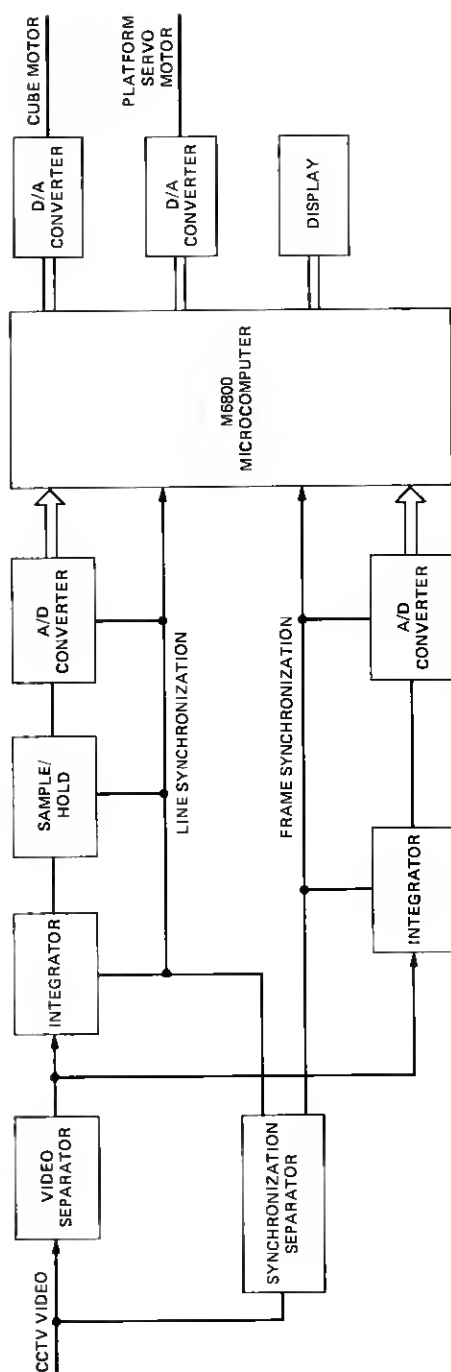 CCTV VIDEO
VIDEO
SEPARATOR
SYNCHRONIZATION
SEPARATOR
INTEGRATOR
SAMPLE/
HOLD
A/D
CONVERTER
LINE SYNCHRONIZATION
FRAME SYNCHRONIZATION
INTEGRATOR
A/D
CONVERTER
M6800
MICROCOMPUTER
D/A
CONVERTER
CUBE MOTOR
D/A
CONVERTER
PLATFORM
SERVO
MOTOR
DISPLAY